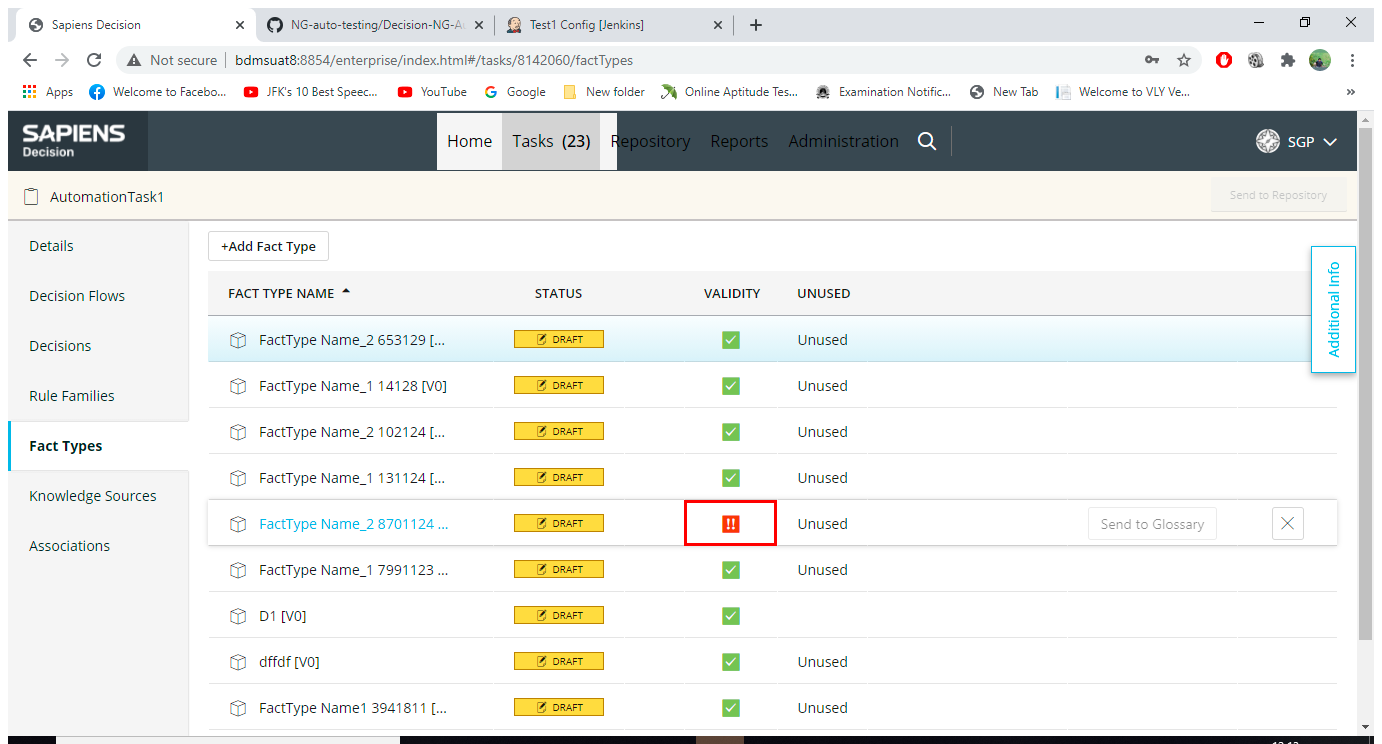 Sapiens Decision
NG-auto-testing/Decision-NG-Au
Test1 Config [Jenkins]
Not secure | bdmsuat8:8854/enterprise/index.html#/tasks/8142060/factTypes
Apps Welcome to Facebo... JFK's 10 Best Speec... YouTube Google New folder Online Aptitude Tes... Examination Notific... New Tab Welcome to VLY Ve... »
SAPIENS
Decision
Home Tasks (23) Repository Reports Administration SGP
AutomationTask1 Send to Repository
Details
Decision Flows
Decisions
Rule Families
Fact Types
Knowledge Sources
Associations
+Add Fact Type
FACT TYPE NAME STATUS VALIDITY UNUSED
FactType Name_2 653129 [... DRAFT Unused
FactType Name_1 14128 [V0] DRAFT Unused
FactType Name_2 102124 [... DRAFT Unused
FactType Name_1 131124 [... DRAFT Unused
FactType Name_2 8701124 ... DRAFT !! Unused Send to Glossary
FactType Name_1 7991123 ... DRAFT Unused
D1 [V0] DRAFT
dffdf [V0] DRAFT Unused
FactType Name1 3941811 [... DRAFT Unused
Additional Info